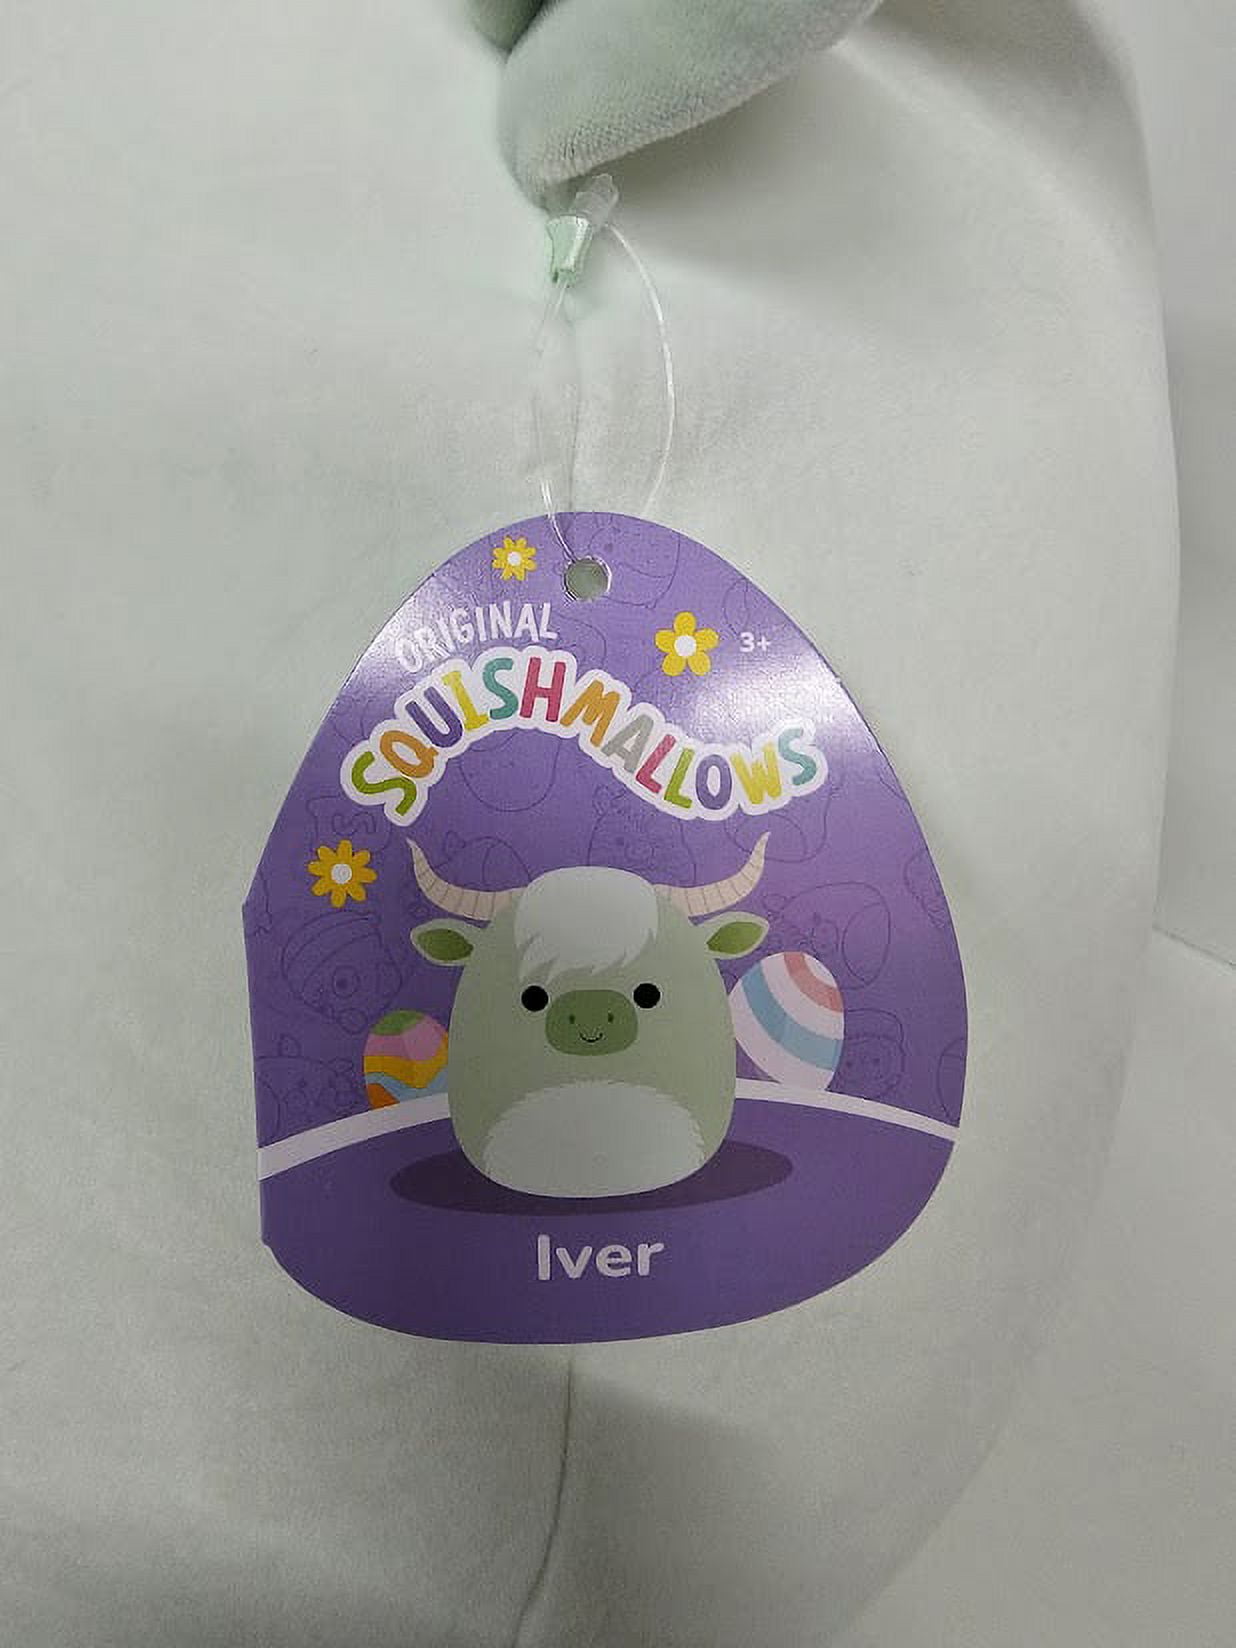 ORIGINAL
3+
SQUISHMALLOWS
Iver